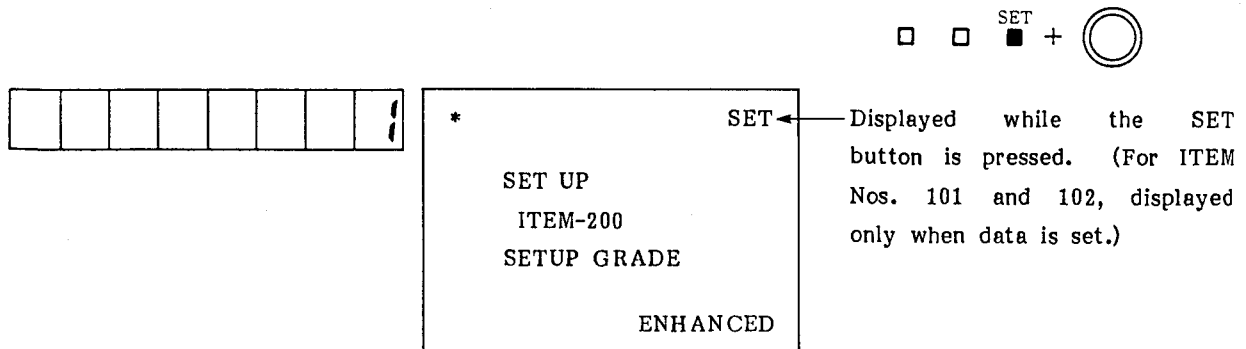 SET
+
1
* SET
SET UP
ITEM-200
SETUP GRADE
ENHANCED
Displayed while the SET
button is pressed. (For ITEM
Nos. 101 and 102, displayed
only when data is set.)